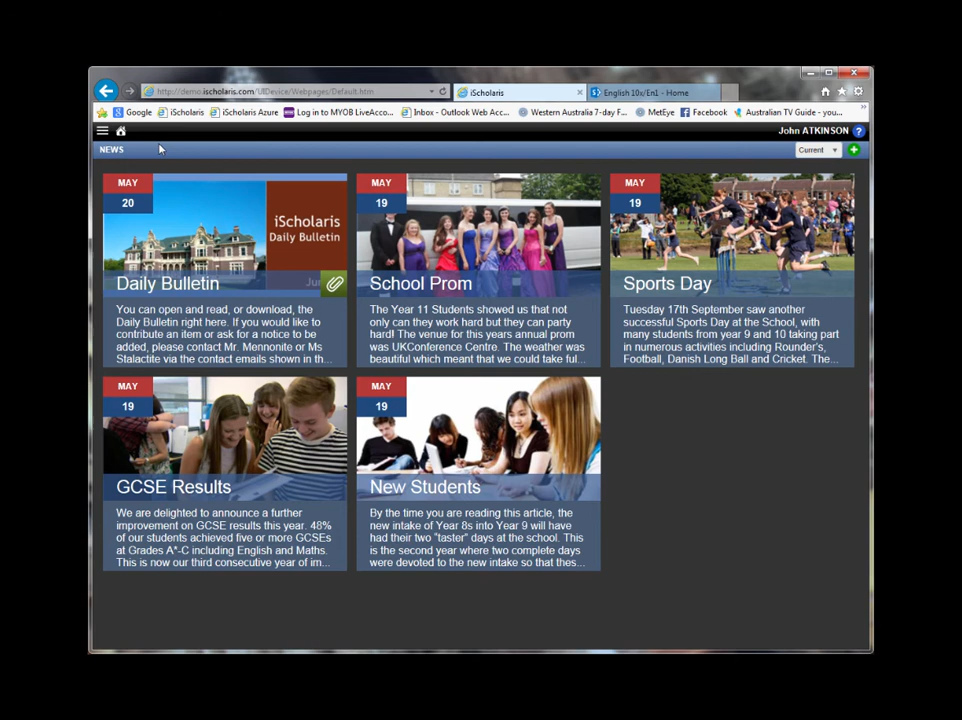 http://demo.ischolaris.com/UIDevice/Webpages/Default.htm
iScholaris
English 10x/En1 - Home
Google
iScholaris
iScholaris Azure
Log in to MYOB LiveAcco...
Inbox - Outlook Web Acc...
Western Australia 7-day F...
MetEye
Facebook
Australian TV Guide - you...
John ATKINSON ?
NEWS
Current
MAY
20
iScholaris
Daily Bulletin
Daily Bulletin
You can open and read, or download, the
Daily Bulletin right here. If you would like to
contribute an item or ask for a notice to be
added, please contact Mr. Mennonite or Ms
Stalactite via the contact emails shown in th...
MAY
19
School Prom
The Year 11 Students showed us that not
only can they work hard but they can party
hard! The venue for this years annual prom
was UKConference Centre. The weather was
beautiful which meant that we could take ful...
MAY
19
Sports Day
Tuesday 17th September saw another
successful Sports Day at the School, with
many students from year 9 and 10 taking part
in numerous activities including Rounder's,
Football, Danish Long Ball and Cricket. The...
MAY
19
GCSE Results
We are delighted to announce a further
improvement on GCSE results this year. 48%
of our students achieved five or more GCSEs
at Grades A*-C including English and Maths.
This is now our third consecutive year of im...
MAY
19
New Students
By the time you are reading this article, the
new intake of Year 8s into Year 9 will have
had their two "taster" days at the school. This
is the second year where two complete days
were devoted to the new intake so that thes...